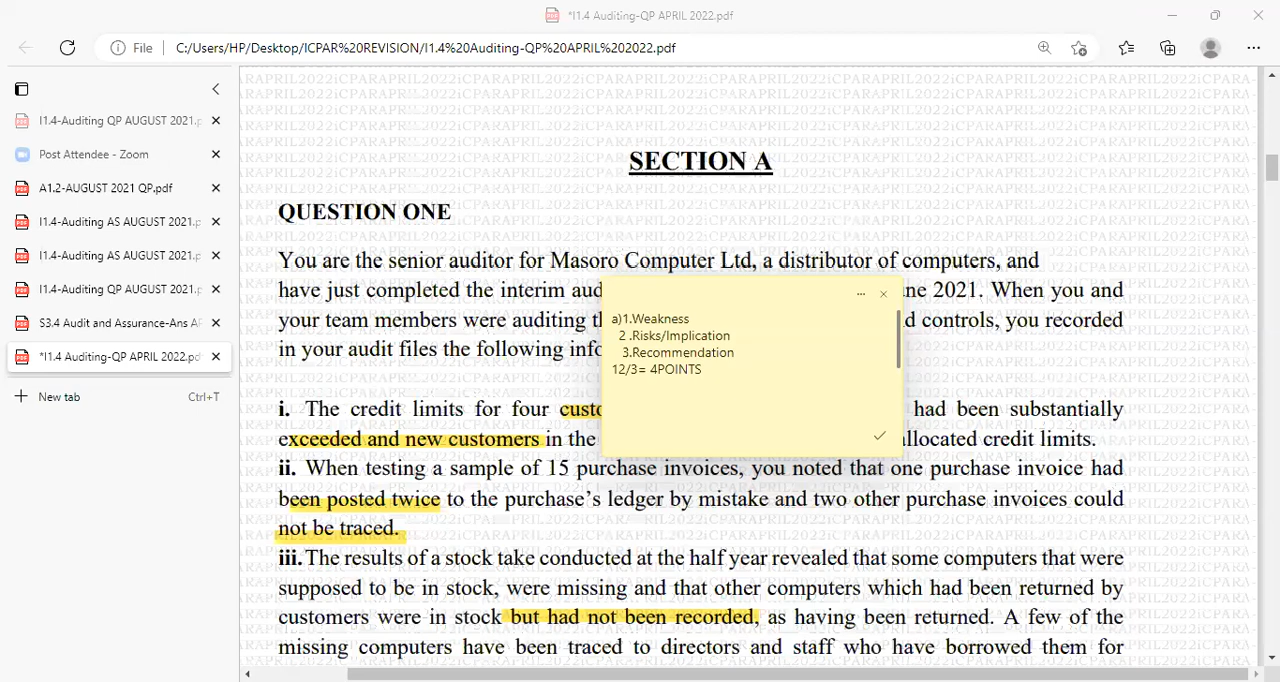 *I1.4 Auditing-QP APRIL 2022.pdf
File
C:/Users/HP/Desktop/ICPAR%20REVISION/I1.4%20Auditing-QP%20APRIL%202022.pdf
I1.4-Auditing QP AUGUST 2021.p
Post Attendee - Zoom
A1.2-AUGUST 2021 QP.pdf
I1.4-Auditing AS AUGUST 2021.p
I1.4-Auditing AS AUGUST 2021.p
I1.4-Auditing QP AUGUST 2021.p
S3.4 Audit and Assurance-Ans AP
*I1.4 Auditing-QP APRIL 2022.pd
New tab Ctrl+T
SECTION A
QUESTION ONE
You are the senior auditor for Masoro Computer Ltd, a distributor of computers, and
have just completed the interim aud ne 2021. When you and
your team members were auditing th d controls, you recorded
in your audit files the following info
a)1.Weakness
2 .Risks/Implication
3.Recommendation
12/3= 4POINTS
i. The credit limits for four custo had been substantially
exceeded and new customers in the llocated credit limits.
ii. When testing a sample of 15 purchase invoices, you noted that one purchase invoice had
been posted twice to the purchase's ledger by mistake and two other purchase invoices could
not be traced.
iii. The results of a stock take conducted at the half year revealed that some computers that were
supposed to be in stock, were missing and that other computers which had been returned by
customers were in stock but had not been recorded, as having been returned. A few of the
missing computers have been traced to directors and staff who have borrowed them for